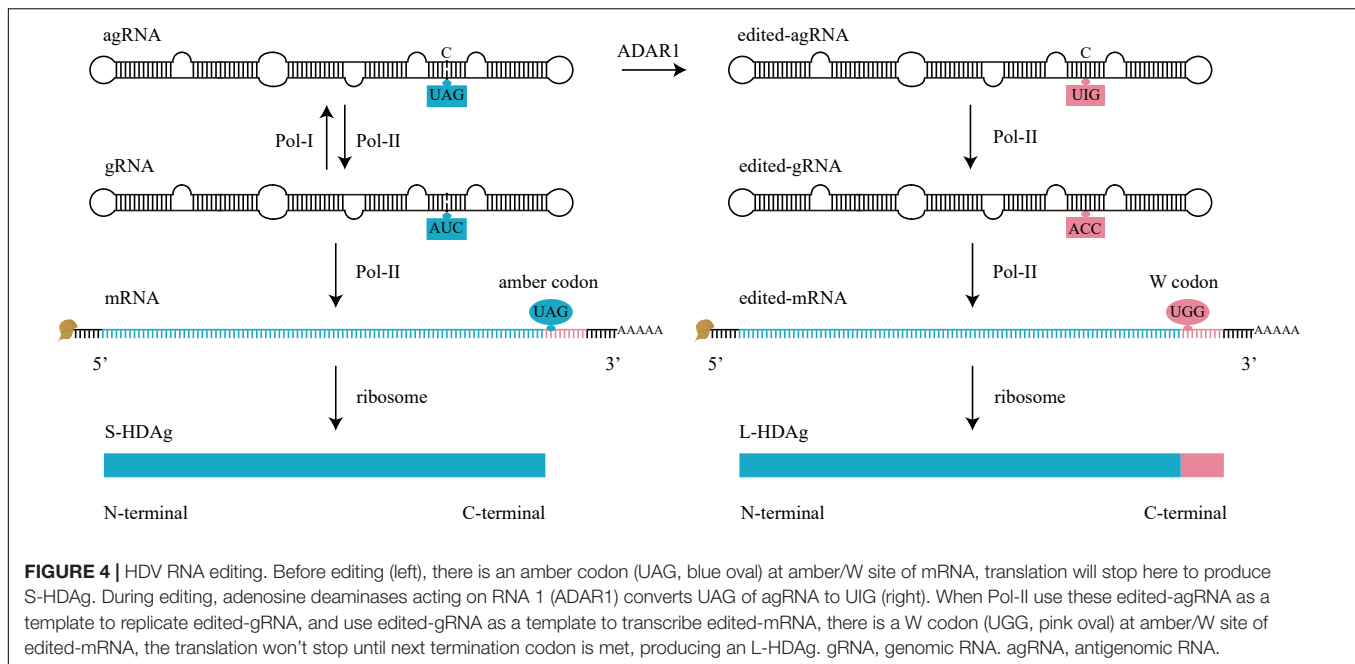 agRNA
C
UAG
ADAR1
edited-agRNA
C
UIG
Pol-I
Pol-II
Pol-II
gRNA
AUC
edited-gRNA
ACC
Pol-II
Pol-II
mRNA
amber codon
UAG
AAAAA
5’
3’
edited-mRNA
W codon
UGG
AAAAA
5’
3’
ribosome
ribosome
S-HDAg
N-terminal
C-terminal
L-HDAg
N-terminal
C-terminal
FIGURE 4 | HDV RNA editing. Before editing (left), there is an amber codon (UAG, blue oval) at amber/W site of mRNA, translation will stop here to produce
S-HDAg. During editing, adenosine deaminases acting on RNA 1 (ADAR1) converts UAG of agRNA to UIG (right). When Pol-II use these edited-agRNA as a
template to replicate edited-gRNA, and use edited-gRNA as a template to transcribe edited-mRNA, there is a W codon (UGG, pink oval) at amber/W site of
edited-mRNA, the translation won’t stop until next termination codon is met, producing an L-HDAg. gRNA, genomic RNA. agRNA, antigenomic RNA.